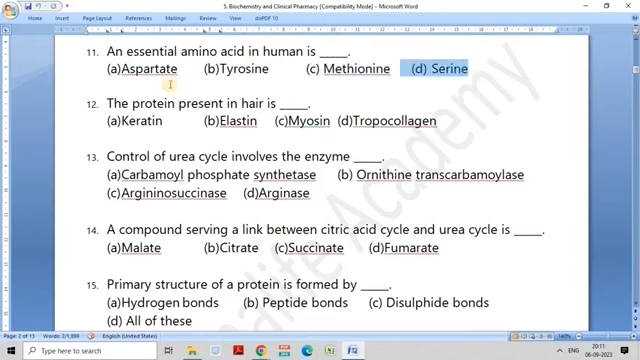 5. Biochemistry and Clinical Pharmacy [Compatibility Mode] - Microsoft Word
Home Insert Page Layout References Mailings Review View doPDF 10
11. An essential amino acid in human is _____.
(a)Aspartate (b)Tyrosine (c) Methionine (d) Serine
12. The protein present in hair is _____.
(a)Keratin (b)Elastin (c)Myosin (d)Tropocollagen
13. Control of urea cycle involves the enzyme _____.
(a)Carbamoyl phosphate synthetase (b) Ornithine transcarbamoylase
(c)Argininosuccinase (d)Arginase
14. A compound serving a link between citric acid cycle and urea cycle is _____.
(a)Malate (b)Citrate (c)Succinate (d)Fumarate
15. Primary structure of a protein is formed by _____.
(a)Hydrogen bonds (b) Peptide bonds (c) Disulphide bonds
(d) All of these
Academy
Page: 2 of 13 Words: 2/1,899 English (United States) 140%
Type here to search
20:11
ENG
06-09-2023